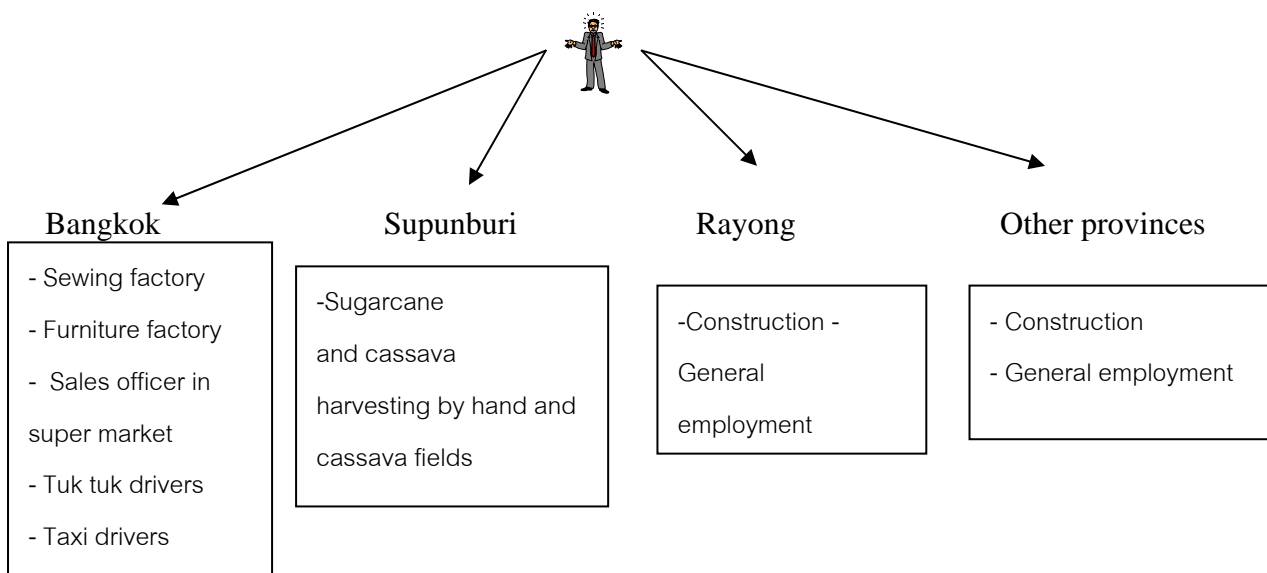 Bangkok
- Sewing factory
- Furniture factory
- Sales officer in
super market
- Tuk tuk drivers
- Taxi drivers
Supunburi
-Sugarcane
and cassava
harvesting by hand and
cassava fields
Rayong
-Construction -
General
employment
Other provinces
- Construction
- General employment